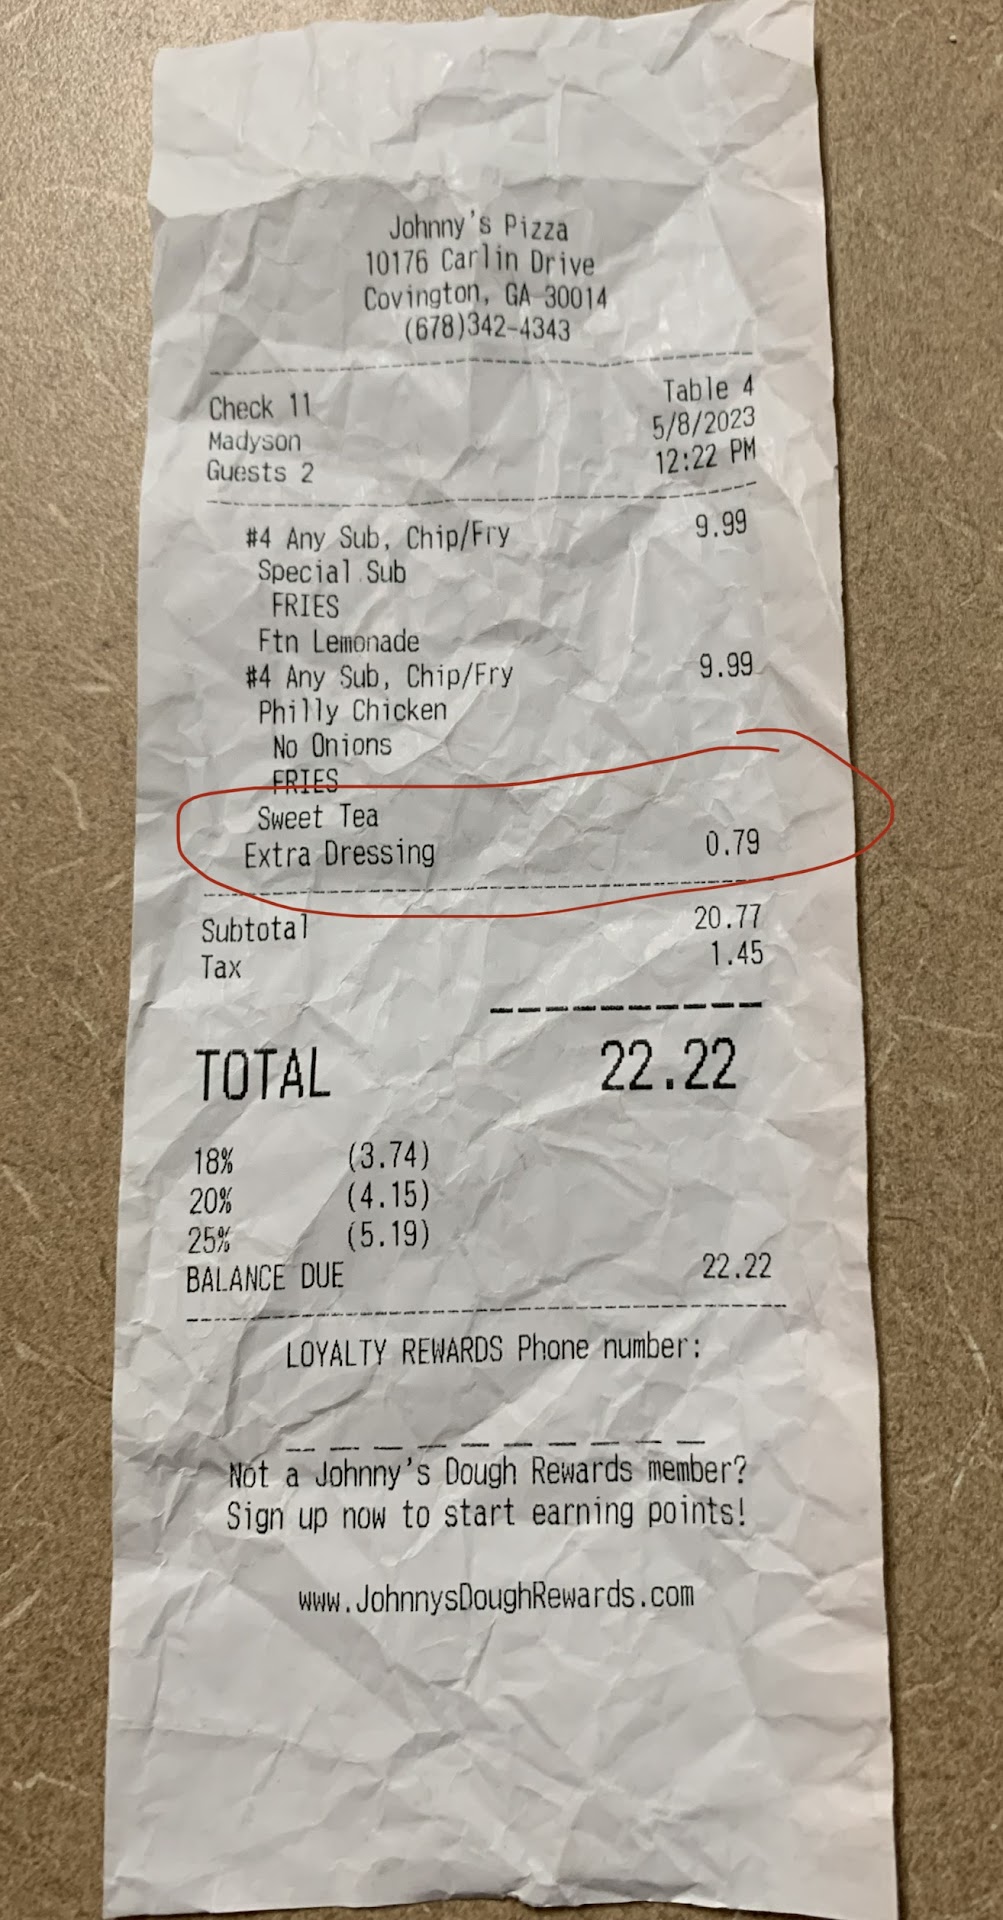 Johnny's Pizza
10176 Carlin Drive
Covington, GA 30014
(678)342-4343
Check 11 Table 4
Madyson 5/8/2023
Guests 2 12:22 PM
#4 Any Sub, Chip/Fry 9.99
Special Sub
FRIES
Ftn Lemonade
#4 Any Sub, Chip/Fry 9.99
Philly Chicken
No Onions
FRIES
Sweet Tea
Extra Dressing 0.79
Subtotal 20.77
Tax 1.45
TOTAL 22.22
18% (3.74)
20% (4.15)
25% (5.19)
BALANCE DUE 22.22
LOYALTY REWARDS Phone number:
Not a Johnny's Dough Rewards member?
Sign up now to start earning points!
www.JohnnysDoughRewards.com